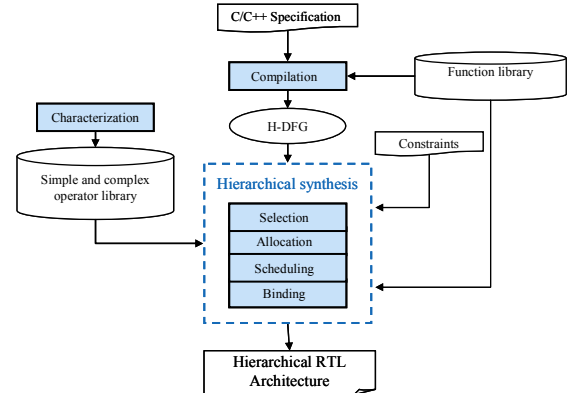 C/C++ Specification
Compilation
Function library
Characterization
H-DFG
Constraints
Simple and complex
operator library
Hierarchical synthesis
Selection
Allocation
Scheduling
Binding
Hierarchical RTL
Architecture